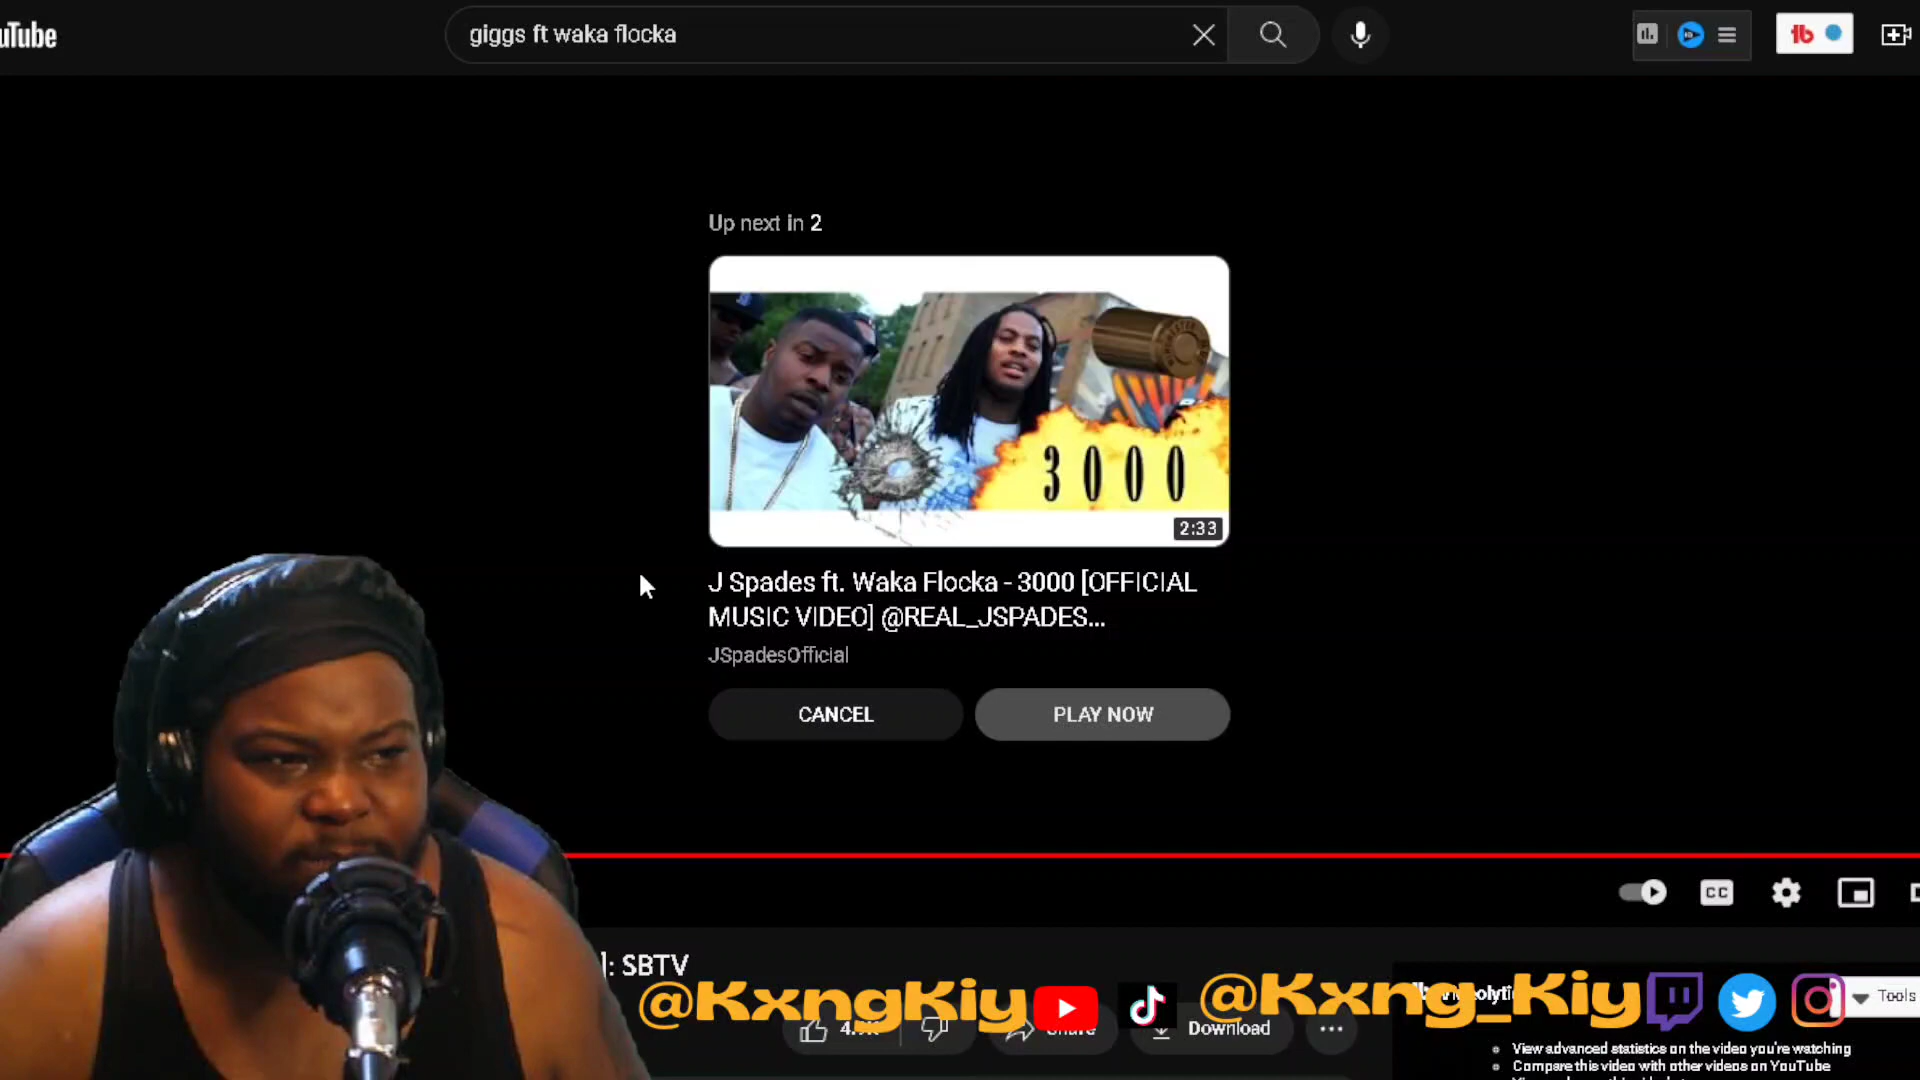 uTube
giggs ft waka flocka
Up next in 2
3000
2:33
J Spades ft. Waka Flocka - 3000 [OFFICIAL
MUSIC VIDEO] @REAL_JSPADES...
JSpadesOfficial
CANCEL
PLAY NOW
CC
]: SBTV
@KxngKiy
@Kxng_Kiy
Share
Download
Tools
View advanced statistics on the video you're watching
Compare this video with other videos on YouTube